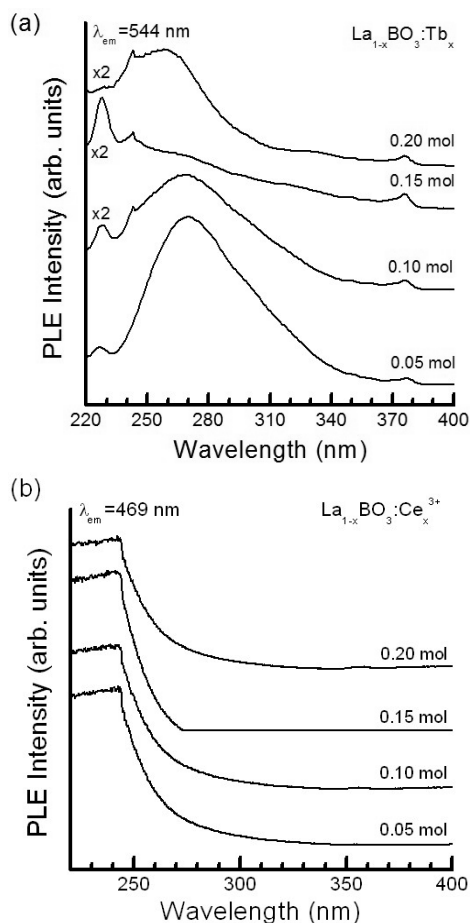 (a)
λem=544 nm
La1-xBO3:Tbx
x2
0.20 mol
x2
0.15 mol
x2
0.10 mol
0.05 mol
PLE Intensity (arb. units)
220 260 300 340 370 400
Wavelength (nm)
(b)
λem=469 nm
La1-xBO3:Cex3+
0.20 mol
0.15 mol
0.10 mol
0.05 mol
PLE Intensity (arb. units)
250 300 350 400
Wavelength (nm)